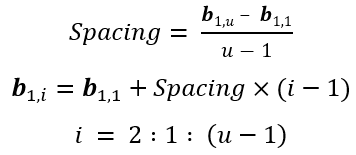 Spacing = (b₁,ᵤ – b₁,₁) / (u − 1)
b₁,ᵢ = b₁,₁ + Spacing × (i − 1)
i = 2 : 1 : (u − 1)